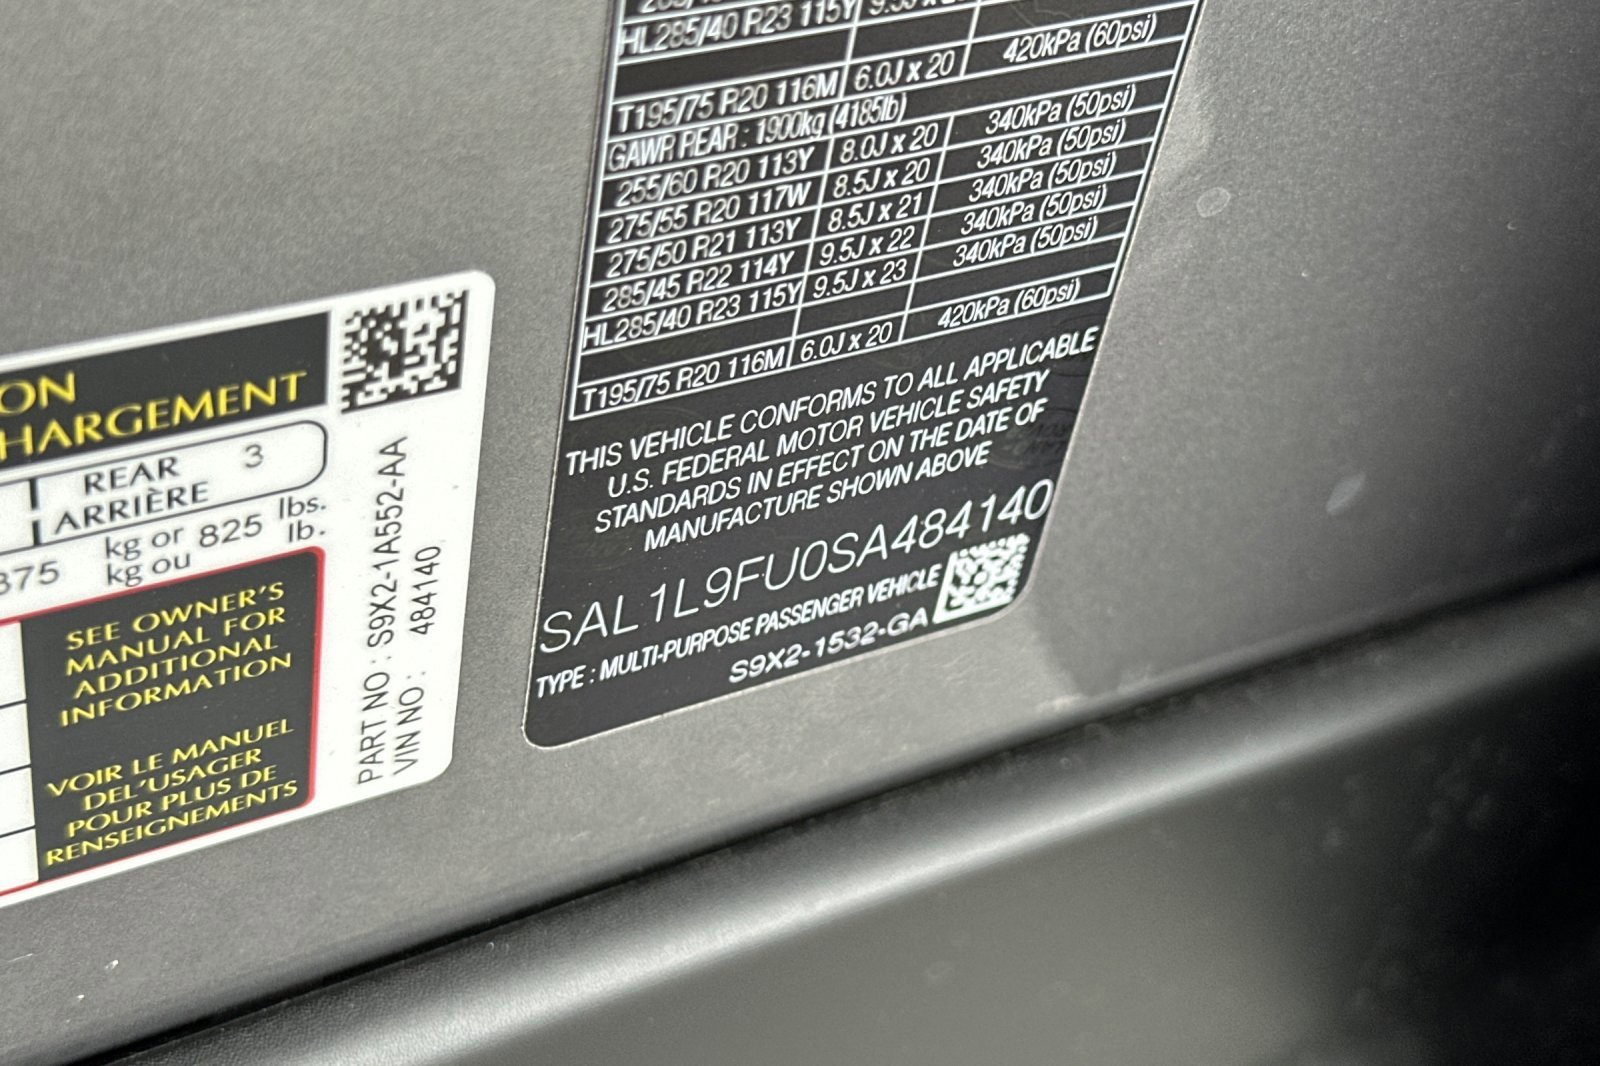 HL285/40 R23 115Y
T195/75 R20 116M 6.0J x 20 420kPa (60psi)
GAWR REAR : 1900kg (4185lb)
255/60 R20 113Y 8.0J x 20 340kPa (50psi)
275/55 R20 117W 8.5J x 20 340kPa (50psi)
275/50 R21 113Y 8.5J x 21 340kPa (50psi)
285/45 R22 114Y 9.5J x 22 340kPa (50psi)
HL285/40 R23 115Y 9.5J x 23 340kPa (50psi)
T195/75 R20 116M 6.0J x 20 420kPa (60psi)
THIS VEHICLE CONFORMS TO ALL APPLICABLE
U.S. FEDERAL MOTOR VEHICLE SAFETY
STANDARDS IN EFFECT ON THE DATE OF
MANUFACTURE SHOWN ABOVE
SAL1L9FU0SA484140
TYPE : MULTI-PURPOSE PASSENGER VEHICLE
S9X2-1532-GA
ON
HARGEMENT
REAR 3
ARRIÈRE
375 kg or 825 lbs.
kg ou lb.
SEE OWNER'S
MANUAL FOR
ADDITIONAL
INFORMATION
VOIR LE MANUEL
DEL'USAGER
POUR PLUS DE
RENSEIGNEMENTS
PART NO : S9X2-1A552-AA
VIN NO : 484140